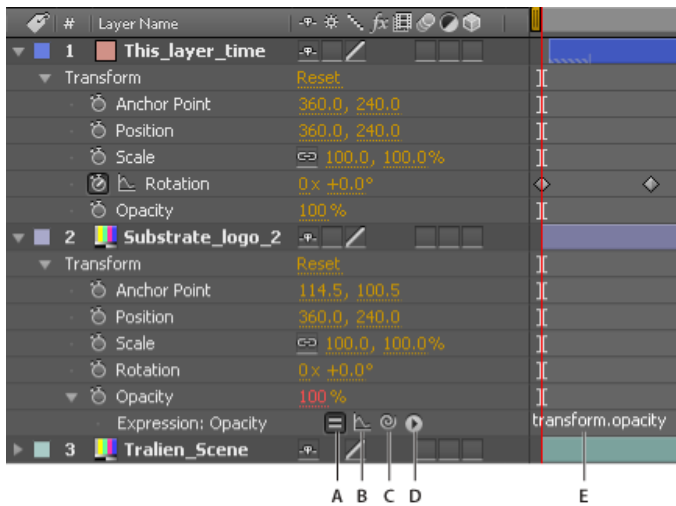 # Layer Name fx
1 This_layer_time
Transform Reset
Anchor Point 360.0, 240.0
Position 360.0, 240.0
Scale 100.0, 100.0%
Rotation 0x +0.0°
Opacity 100%
2 Substrate_logo_2
Transform Reset
Anchor Point 114.5, 100.5
Position 360.0, 240.0
Scale 100.0, 100.0%
Rotation 0x +0.0°
Opacity 100%
Expression: Opacity transform.opacity
3 Tralien_Scene
A B C D E